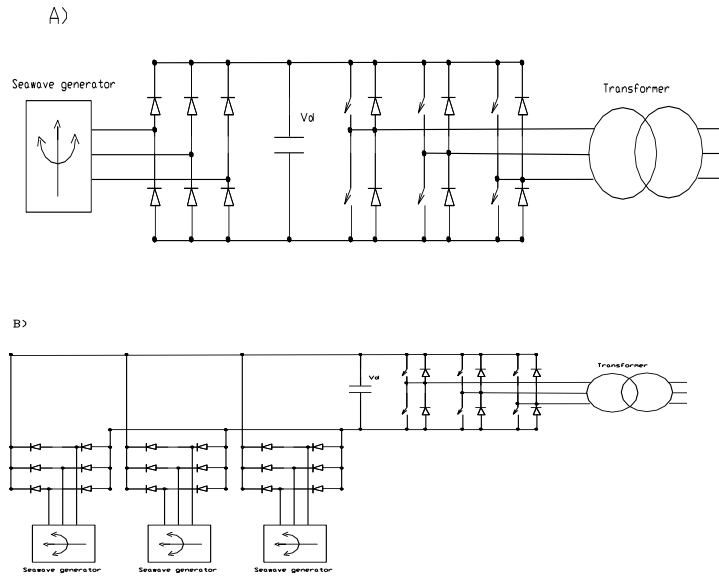 A)
Seawave generator
Vd
Transformer
B)
Vd
Transformer
Seawave generator
Seawave generator
Seawave generator